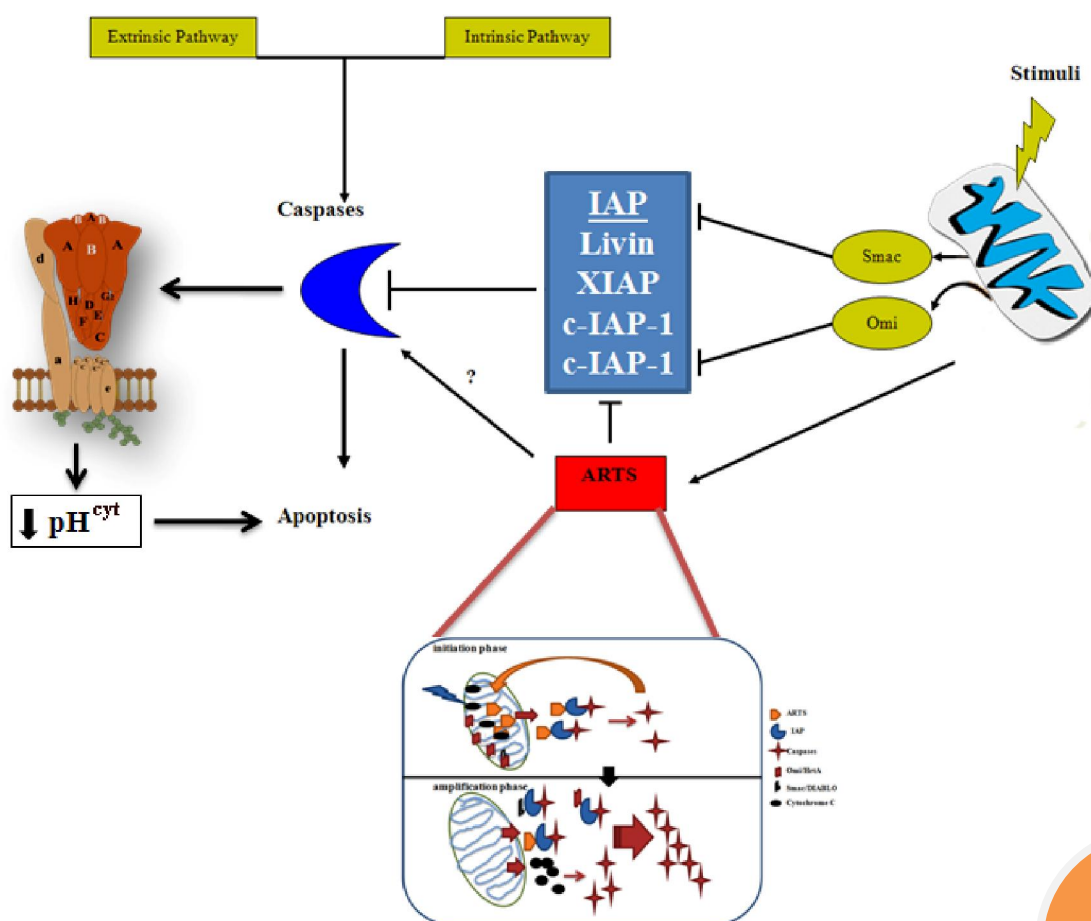 Extrinsic Pathway
Intrinsic Pathway
Stimuli
Caspases
IAP
Livin
XIAP
c-IAP-1
c-IAP-1
Smac
Omi
B A B
A B A
d
H G2
D
F E
C
a
c c c c
c c
e
?
ARTS
pH cyt
Apoptosis
initiation phase
ARTS
IAP
Caspases
Omi/HtrA
Smac/DIABLO
Cytochrome C
amplification phase